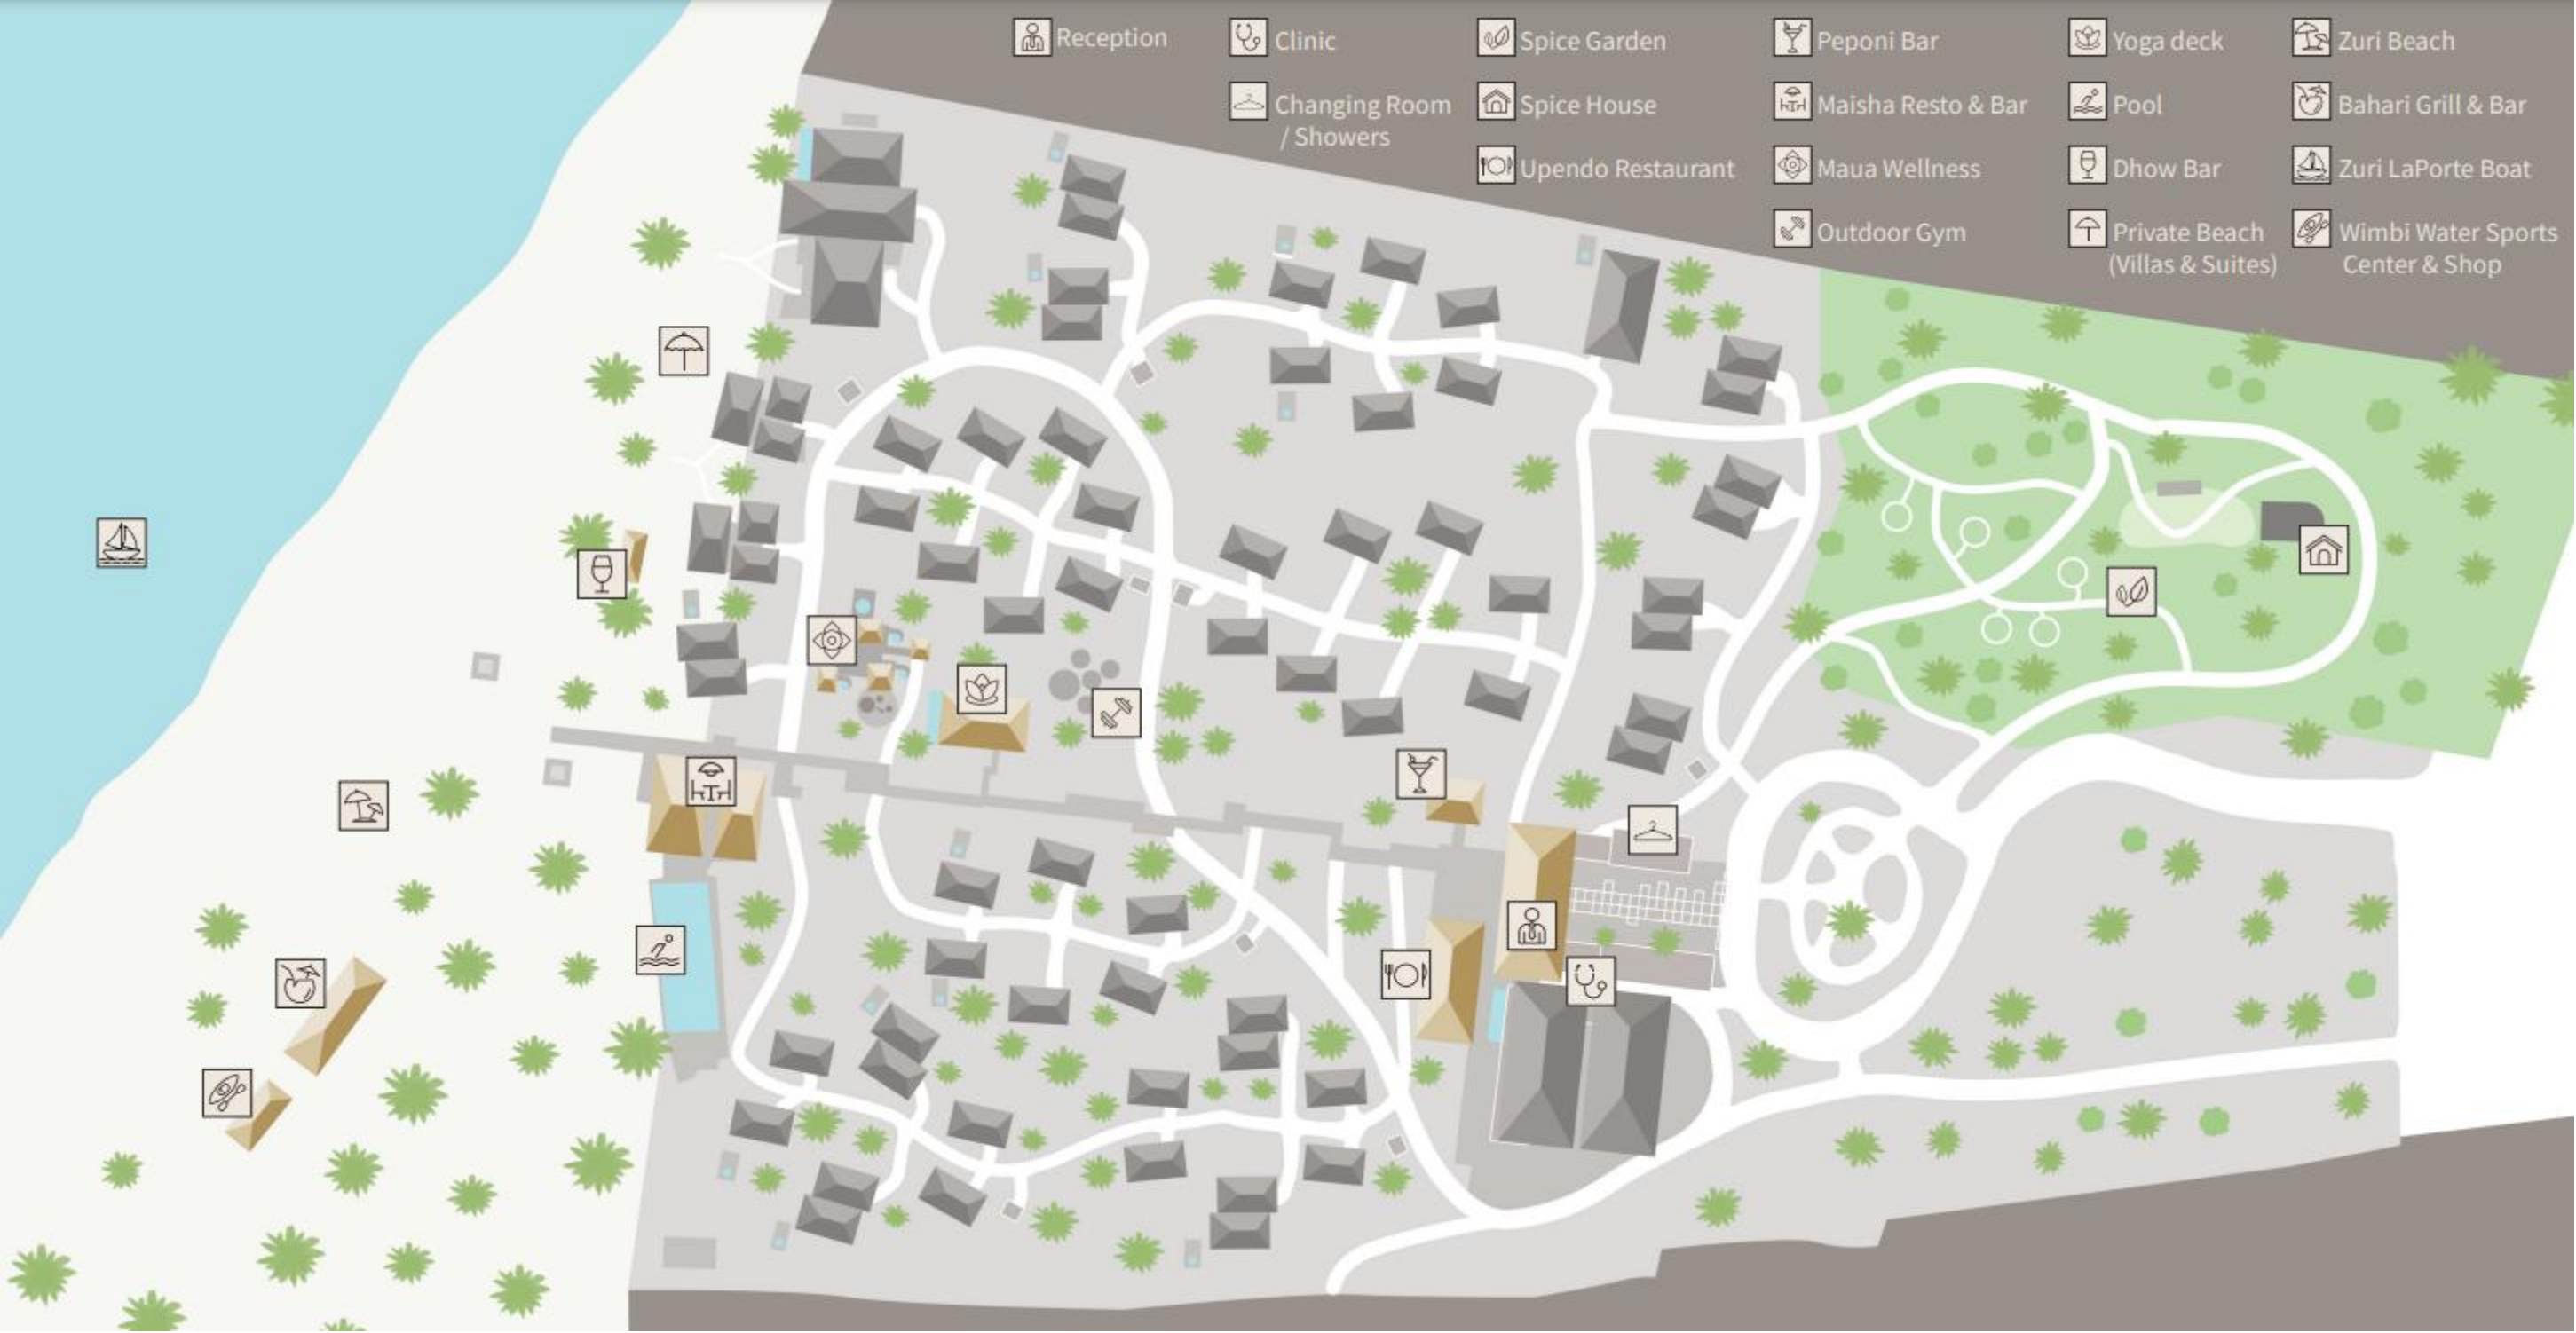 Reception
Clinic
Changing Room
/ Showers
Spice Garden
Spice House
Upendo Restaurant
Peponi Bar
Maisha Resto & Bar
Maua Wellness
Outdoor Gym
Yoga deck
Pool
Dhow Bar
Private Beach
(Villas & Suites)
Zuri Beach
Bahari Grill & Bar
Zuri LaPorte Boat
Wimbi Water Sports
Center & Shop